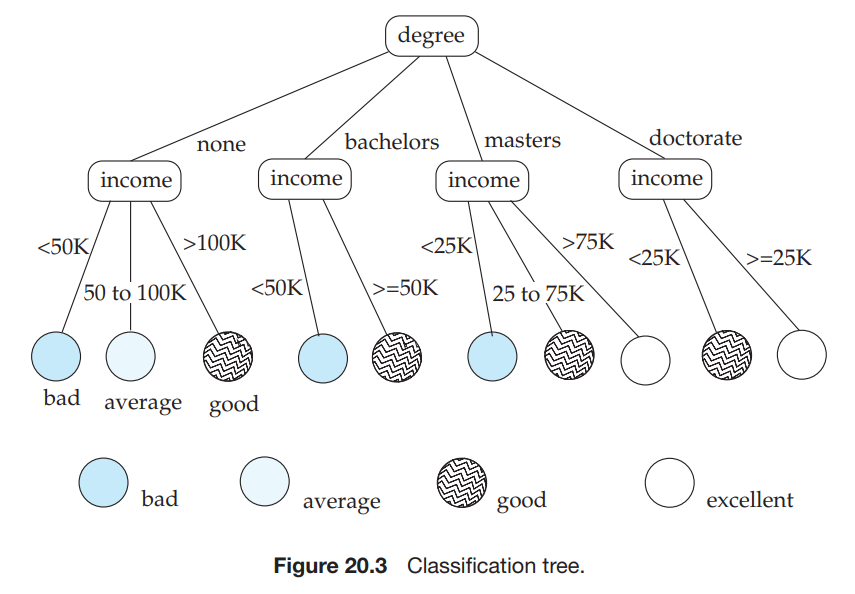 degree
none
bachelors
masters
doctorate
income
income
income
income
<50K
50 to 100K
>100K
<50K
>=50K
<25K
25 to 75K
>75K
<25K
>=25K
bad
average
good
bad
average
good
excellent
Figure 20.3 Classification tree.